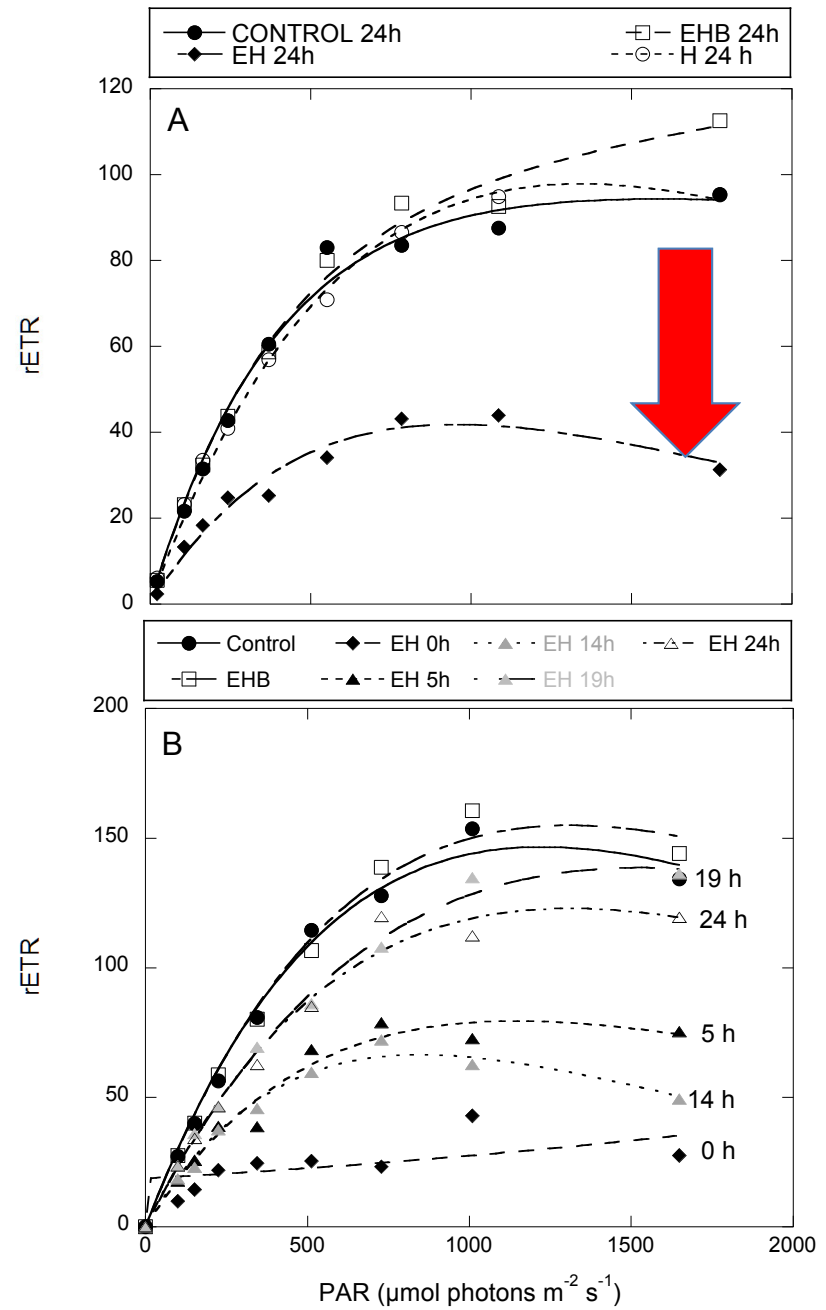 CONTROL 24h EHB 24h
EH 24h H 24 h
120
A
100
80
60
40
20
0
rETR
Control EH 0h EH 14h EH 24h
EHB EH 5h EH 19h
200
B
150
100
50
0
rETR
19 h
24 h
5 h
14 h
0 h
0 500 1000 1500 2000
PAR (µmol photons m⁻² s⁻¹)